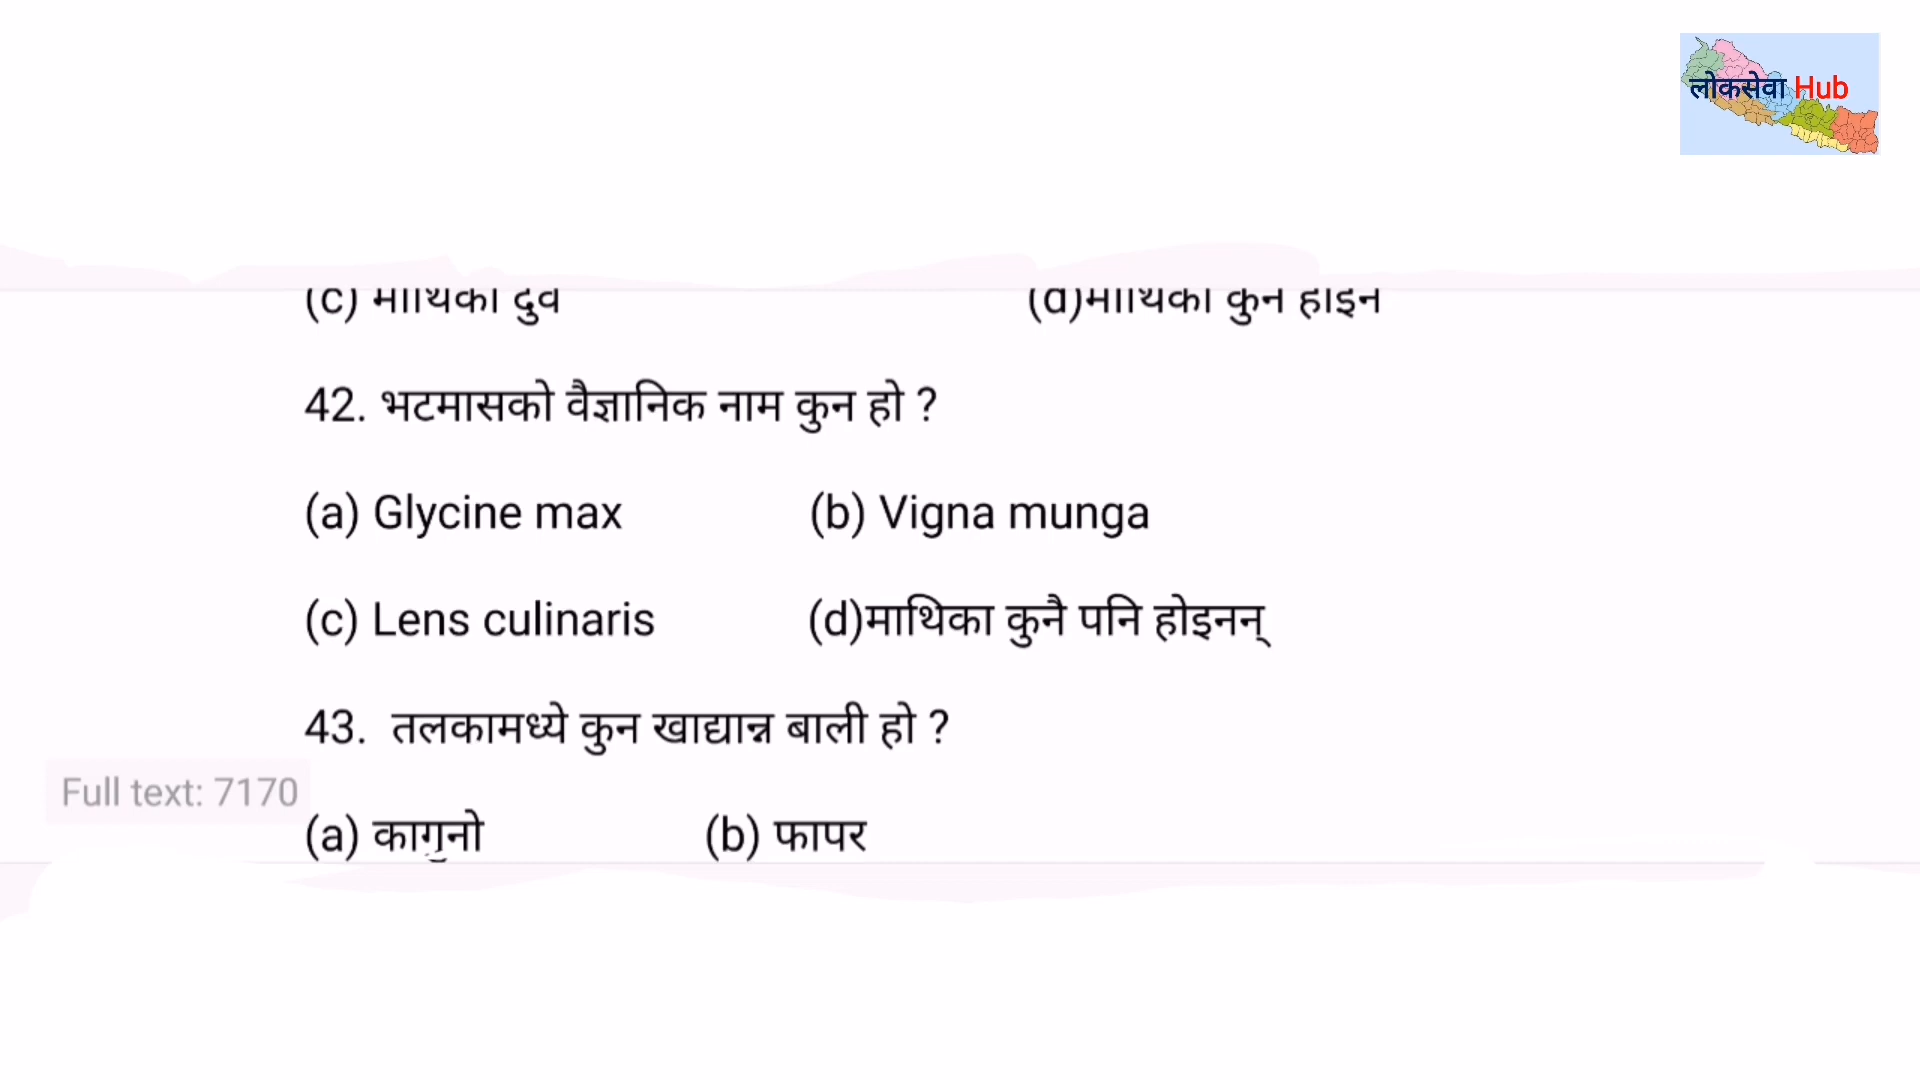 लोकसेवा Hub
(c) माथिका दुवै
(d)माथिका कुनै होइन
42. भटमासको वैज्ञानिक नाम कुन हो ?
(a) Glycine max (b) Vigna munga
(c) Lens culinaris (d)माथिका कुनै पनि होइनन्
43. तलकामध्ये कुन खाद्यान्न बाली हो ?
Full text: 7170
(a) कागुनो (b) फापर